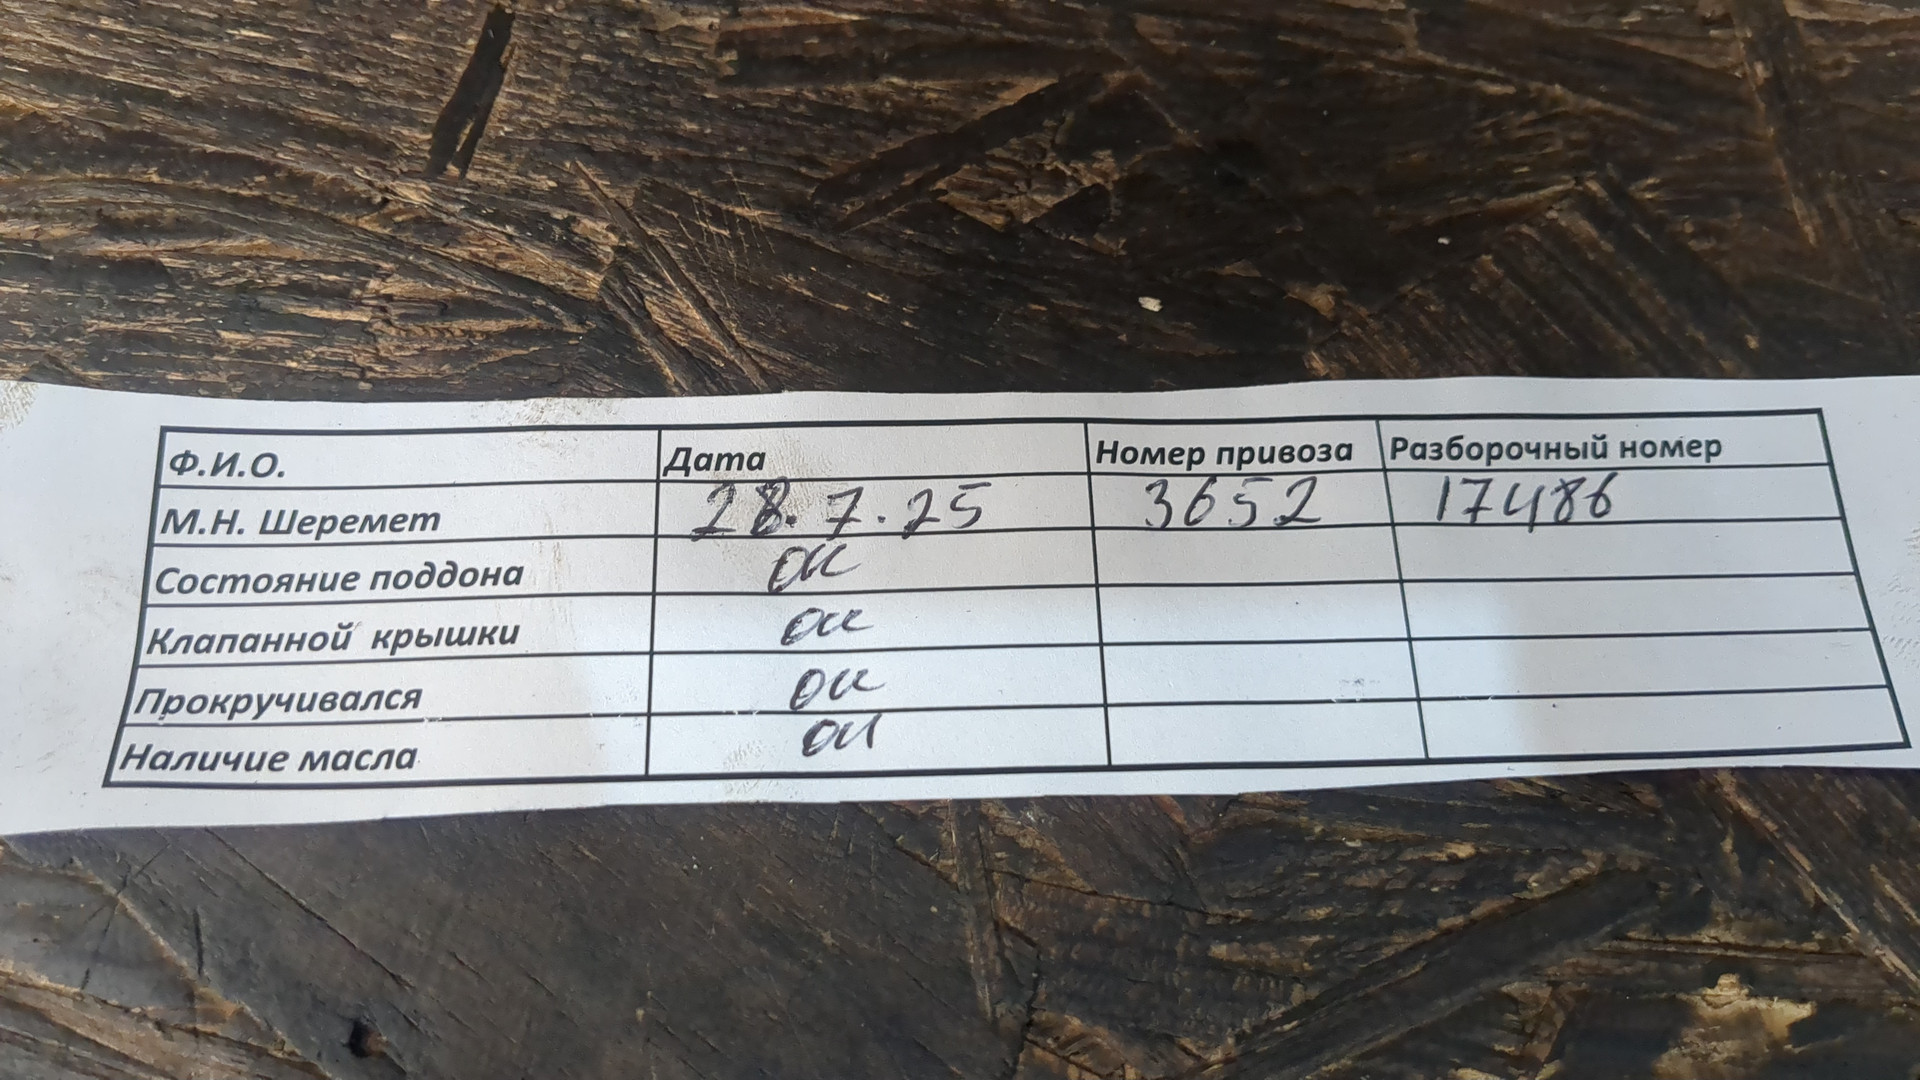 Ф.И.О. Дата Номер привоза Разборочный номер
М.Н. Шеремет 28.7.25 3652 17486
Состояние поддона ок
Клапанной крышки ок
Прокручивался ок
Наличие масла ок